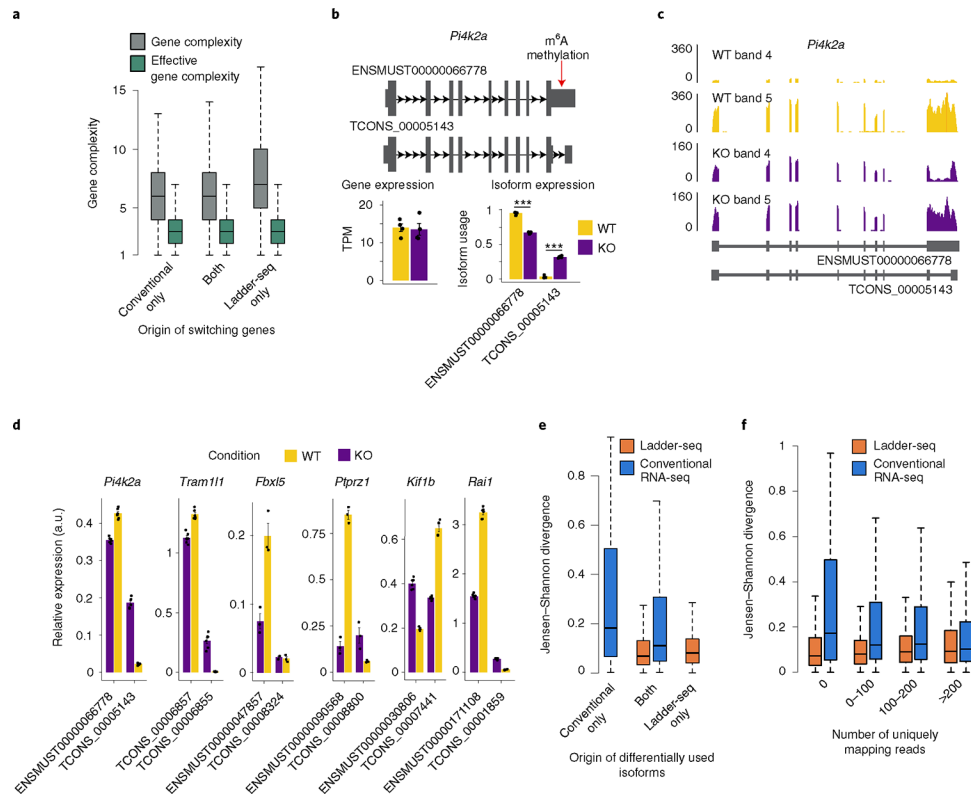 a
Gene complexity
Effective
gene complexity
15
10
5
1
Gene complexity
Conventional
only
Both
Ladder-seq
only
Origin of switching genes
b
Pi4k2a
m⁶A
methylation
ENSMUST00000066778
TCONS_00005143
Gene expression
Isoform expression
20
10
0
TPM
1
0.5
0
Isoform usage
***
***
WT
KO
ENSMUST00000066778
TCONS_00005143
c
Pi4k2a
360
0
WT band 4
360
0
WT band 5
160
0
KO band 4
160
0
KO band 5
ENSMUST00000066778
TCONS_00005143
d
Condition
WT
KO
Relative expression (a.u.)
Pi4k2a
0.4
0.3
0.2
0.1
0
ENSMUST00000066778
TCONS_00005143
Tram1l1
1
0.5
0
TCONS_00006857
TCONS_00006855
Fbxl5
0.2
0.1
0
ENSMUST00000047857
TCONS_00008324
Ptprz1
0.75
0.5
0.25
0
ENSMUST00000090568
TCONS_00008800
Kif1b
0.6
0.4
0.2
0
ENSMUST00000030806
TCONS_00007441
Rai1
3
2
1
0
ENSMUST00000171108
TCONS_00001859
e
Ladder-seq
Conventional
RNA-seq
0.8
0.6
0.4
0.2
0
Jensen–Shannon divergence
Conventional
only
Both
Ladder-seq
only
Origin of differentially used
isoforms
f
Ladder-seq
Conventional
RNA-seq
1
0.8
0.6
0.4
0.2
0
Jensen–Shannon divergence
0
0–100
100–200
>200
Number of uniquely
mapping reads